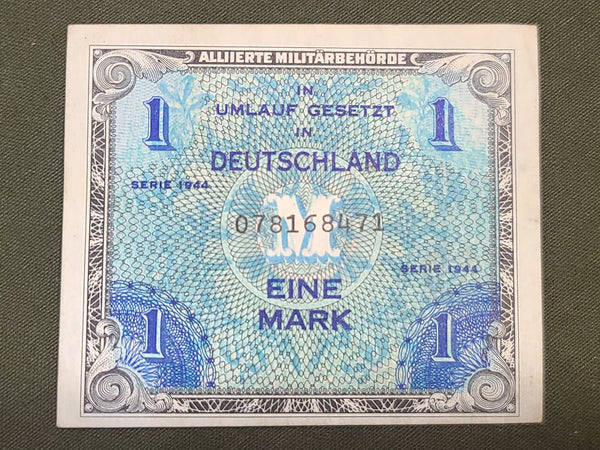 ALLIIERTE MILITÄRBEHÖRDE
1 IN 1
UMLAUF GESETZT
IN
DEUTSCHLAND
SERIE 1944
M
078168471
SERIE 1944
EINE
1 MARK 1